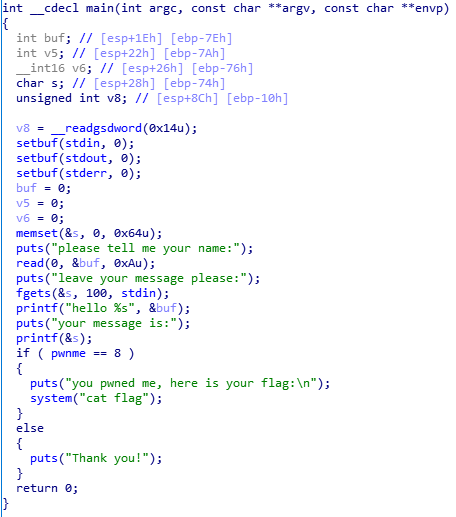 int __cdecl main(int argc, const char **argv, const char **envp)
{
  int buf; // [esp+1Eh] [ebp-7Eh]
  int v5; // [esp+22h] [ebp-7Ah]
  __int16 v6; // [esp+26h] [ebp-76h]
  char s; // [esp+28h] [ebp-74h]
  unsigned int v8; // [esp+8Ch] [ebp-10h]

  v8 = __readgsdword(0x14u);
  setbuf(stdin, 0);
  setbuf(stdout, 0);
  setbuf(stderr, 0);
  buf = 0;
  v5 = 0;
  v6 = 0;
  memset(&s, 0, 0x64u);
  puts("please tell me your name:");
  read(0, &buf, 0xAu);
  puts("leave your message please:");
  fgets(&s, 100, stdin);
  printf("hello %s", &buf);
  puts("your message is:");
  printf(&s);
  if ( pwnme == 8 )
  {
    puts("you pwned me, here is your flag:\n");
    system("cat flag");
  }
  else
  {
    puts("Thank you!");
  }
  return 0;
}